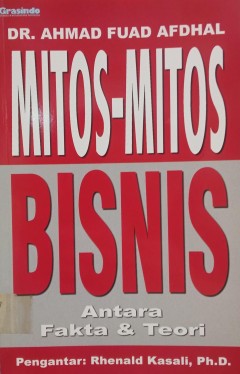 Grasindo
DR. AHMAD FUAD AFDHAL
MITOS-MITOS
BISNIS
Antara
Fakta & Teori
Pengantar: Rhenald Kasali, Ph.D.